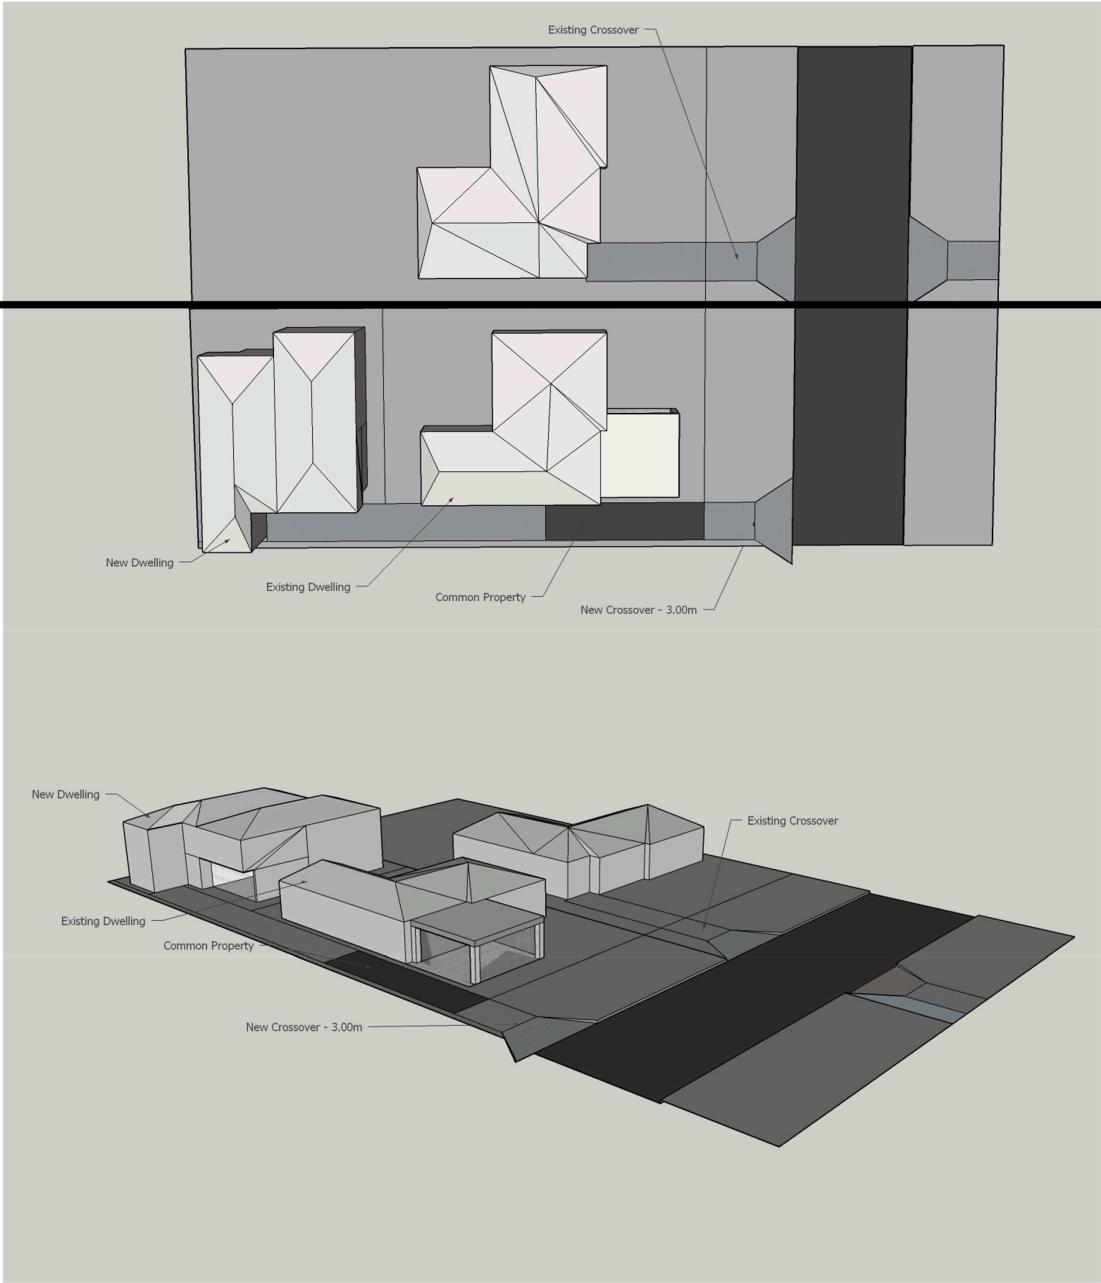 Existing Crossover
New Dwelling
Existing Dwelling
Common Property
New Crossover - 3.00m
New Dwelling
Existing Crossover
Existing Dwelling
Common Property
New Crossover - 3.00m